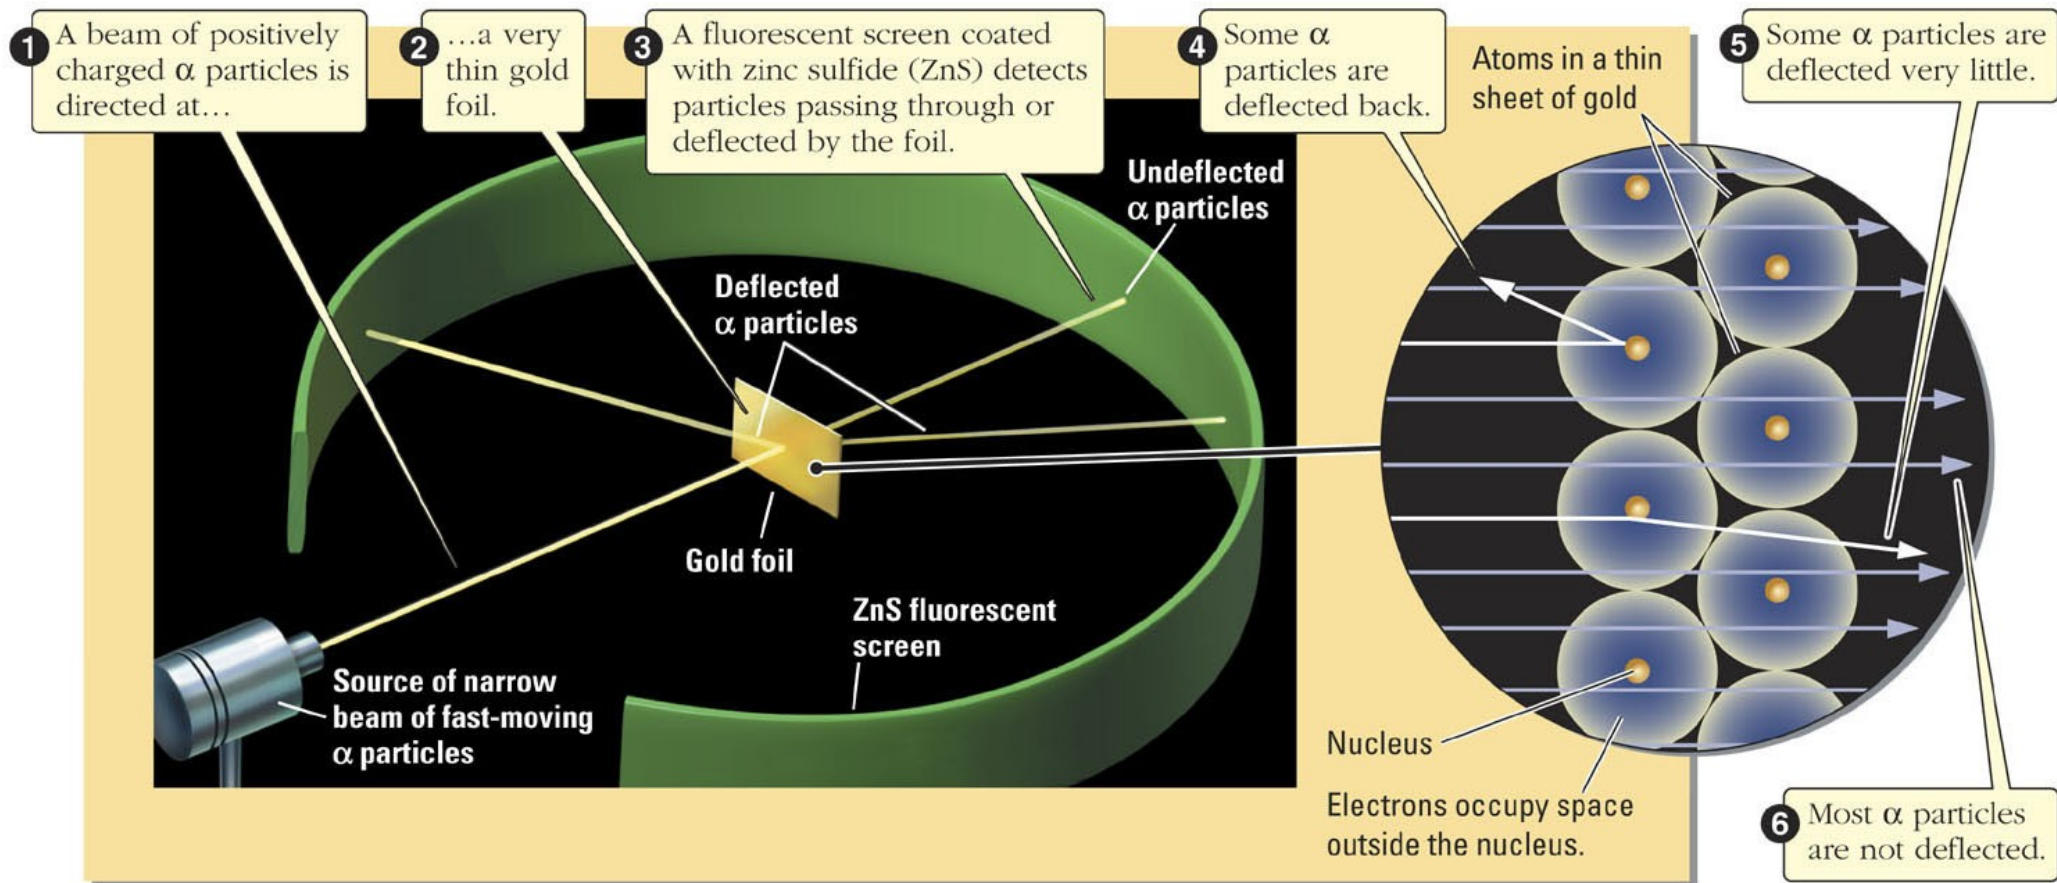 1 A beam of positively
charged α particles is
directed at…
2 …a very
thin gold
foil.
3 A fluorescent screen coated
with zinc sulfide (ZnS) detects
particles passing through or
deflected by the foil.
4 Some α
particles are
deflected back.
Atoms in a thin
sheet of gold
5 Some α particles are
deflected very little.
Undeflected
α particles
Deflected
α particles
Gold foil
ZnS fluorescent
screen
Source of narrow
beam of fast-moving
α particles
Nucleus
Electrons occupy space
outside the nucleus.
6 Most α particles
are not deflected.